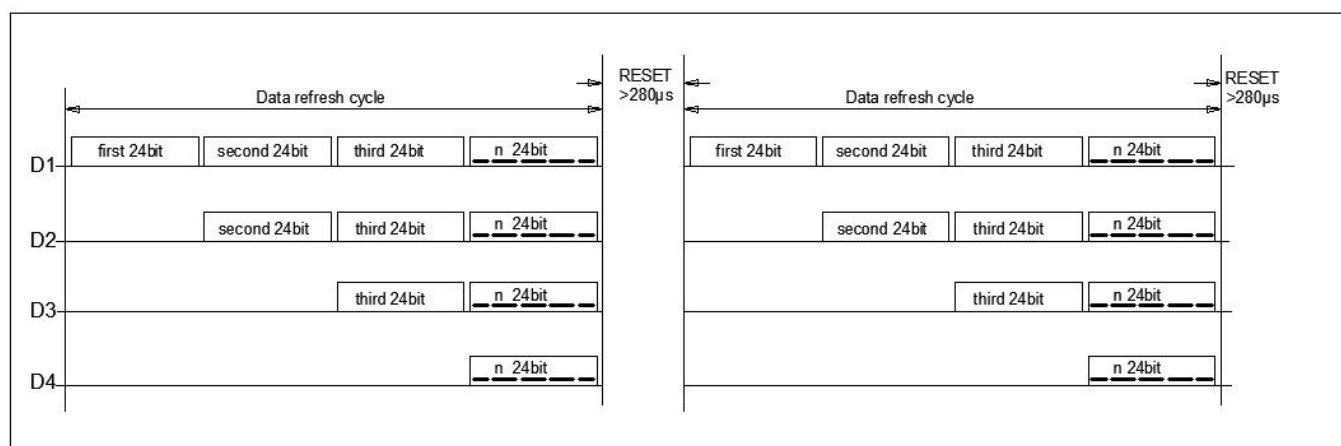 RESET
>280µs
RESET
>280µs
Data refresh cycle
Data refresh cycle
D1 first 24bit second 24bit third 24bit n 24bit first 24bit second 24bit third 24bit n 24bit
D2 second 24bit third 24bit n 24bit second 24bit third 24bit n 24bit
D3 third 24bit n 24bit third 24bit n 24bit
D4 n 24bit n 24bit